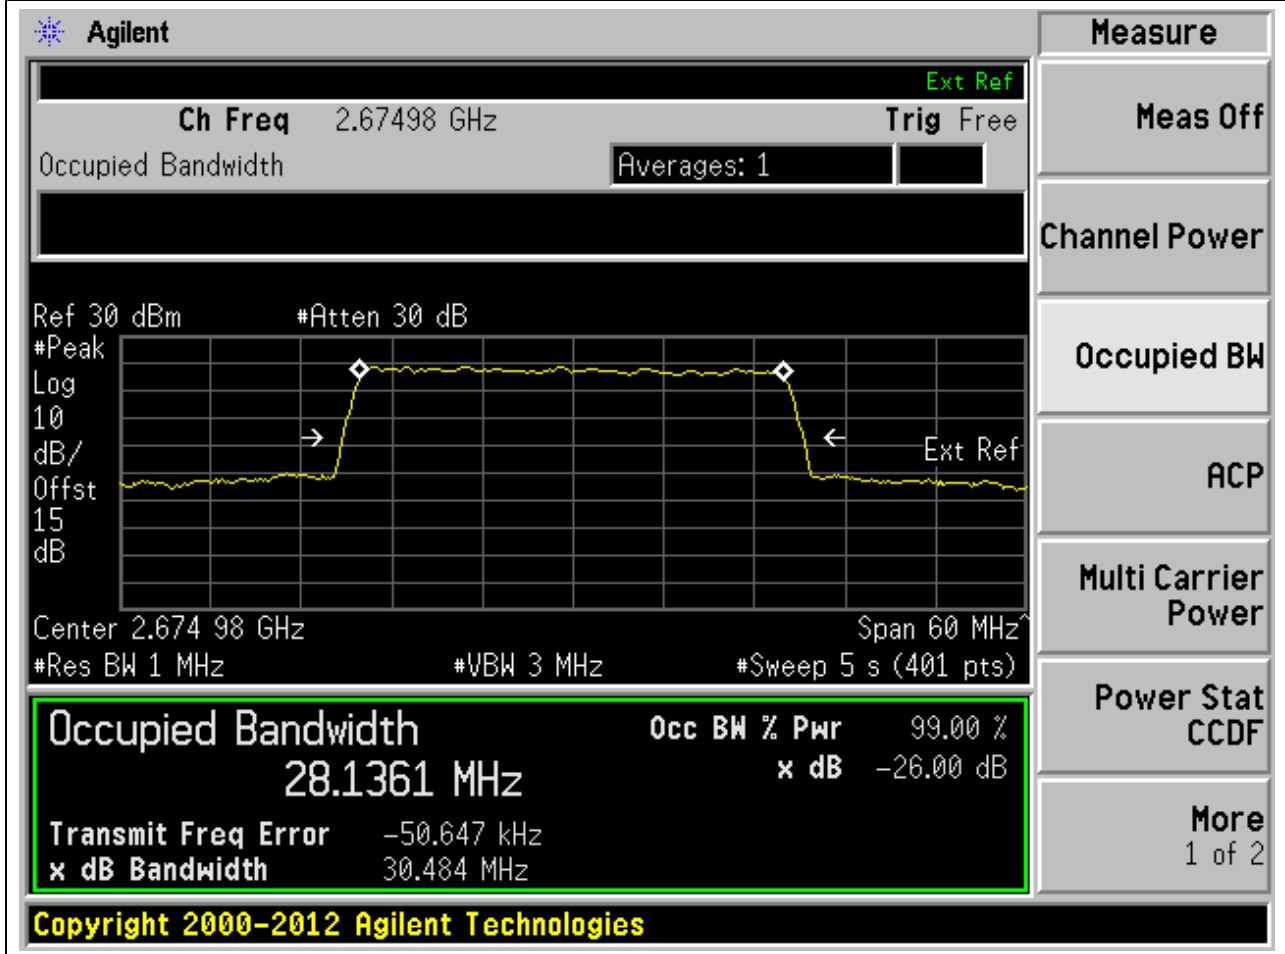 Agilent
Measure
Ext Ref
Ch Freq 2.67498 GHz Trig Free
Meas Off
Occupied Bandwidth Averages: 1
Channel Power
Ref 30 dBm #Atten 30 dB
#Peak
Log
10
dB/
Offst
15
dB
Ext Ref
Occupied BW
ACP
Center 2.674 98 GHz Span 60 MHz^
#Res BW 1 MHz #VBW 3 MHz #Sweep 5 s (401 pts)
Multi Carrier
Power
Occupied Bandwidth Occ BW % Pwr 99.00 %
28.1361 MHz x dB -26.00 dB
Transmit Freq Error -50.647 kHz
x dB Bandwidth 30.484 MHz
Power Stat
CCDF
More
1 of 2
Copyright 2000-2012 Agilent Technologies